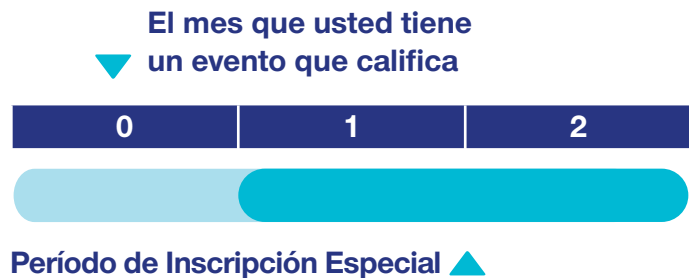 El mes que usted tiene
un evento que califica
0 1 2
Período de Inscripción Especial